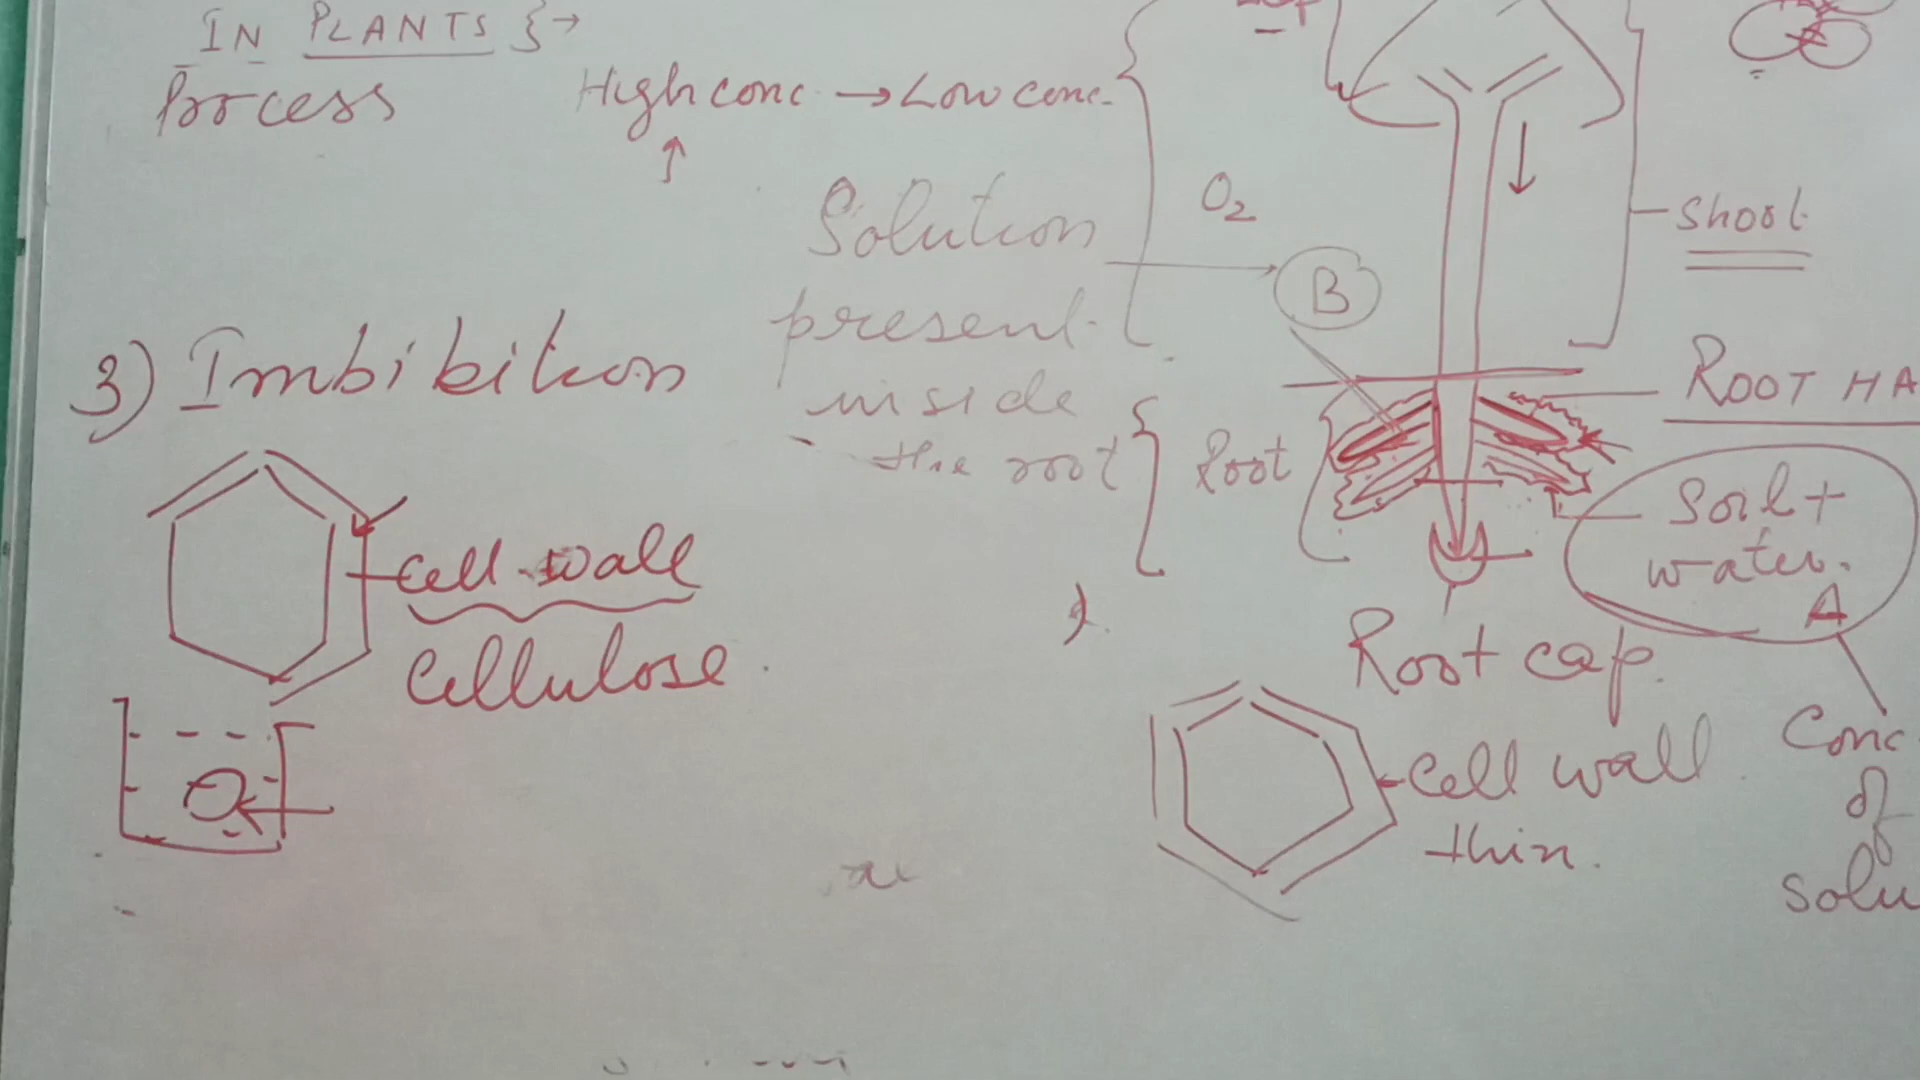 IN PLANTS }→
Process
High conc → Low conc.
Solution
present
inside
the root
O2
B
Shoot
ROOT HA
Root
Soil +
water.
A
Root cap.
3) Imbibition
Cell wall
Cellulose.
Cell wall
thin.
Conc
of
solu